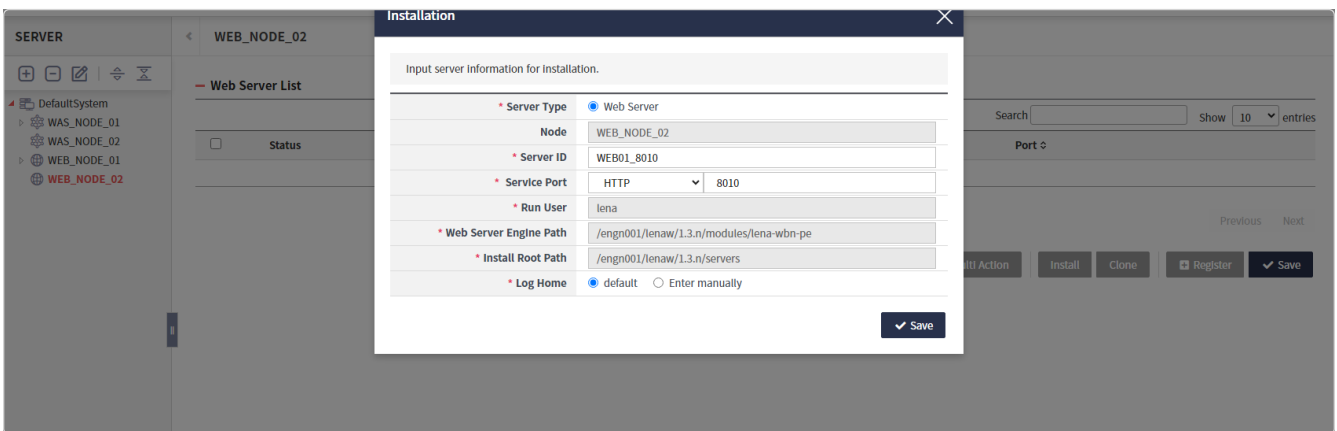 Installation
SERVER
WEB_NODE_02
Input server information for installation.
Web Server List
DefaultSystem
WAS_NODE_01
WAS_NODE_02
WEB_NODE_01
WEB_NODE_02
Search
Show 10 entries
Status
Port
* Server Type Web Server
Node WEB_NODE_02
* Server ID WEB01_8010
* Service Port HTTP 8010
* Run User lena
* Web Server Engine Path /engn001/lenaw/1.3.n/modules/lena-wbn-pe
* Install Root Path /engn001/lenaw/1.3.n/servers
* Log Home default Enter manually
Save
Previous Next
Action Install Clone Register Save